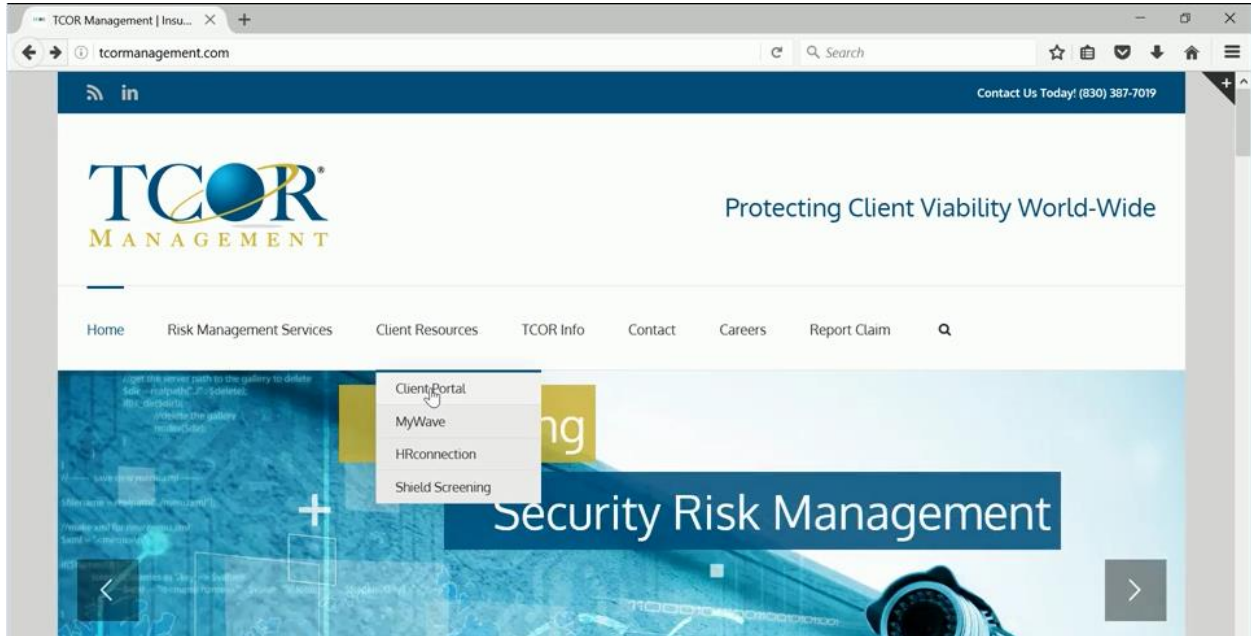 TCOR Management | Insu...
tcormanagement.com
Search
in
Contact Us Today! (830) 387-7019
TCOR®
MANAGEMENT
Protecting Client Viability World-Wide
Home Risk Management Services Client Resources TCOR Info Contact Careers Report Claim
Client Portal
MyWave
HRconnection
Shield Screening
ng
Security Risk Management